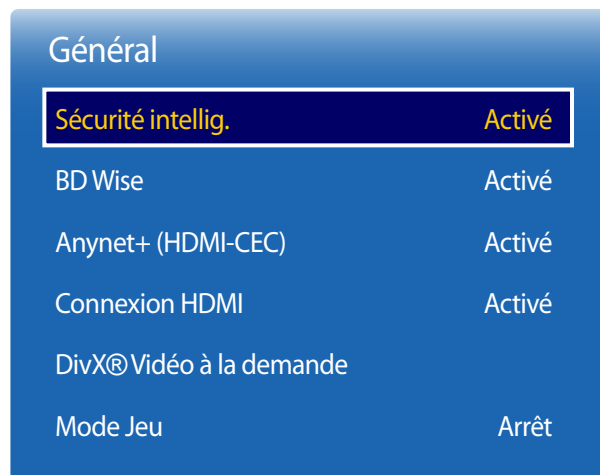 Général
Sécurité intellig. Activé
BD Wise Activé
Anynet+ (HDMI-CEC) Activé
Connexion HDMI Activé
DivX® Vidéo à la demande
Mode Jeu Arrêt